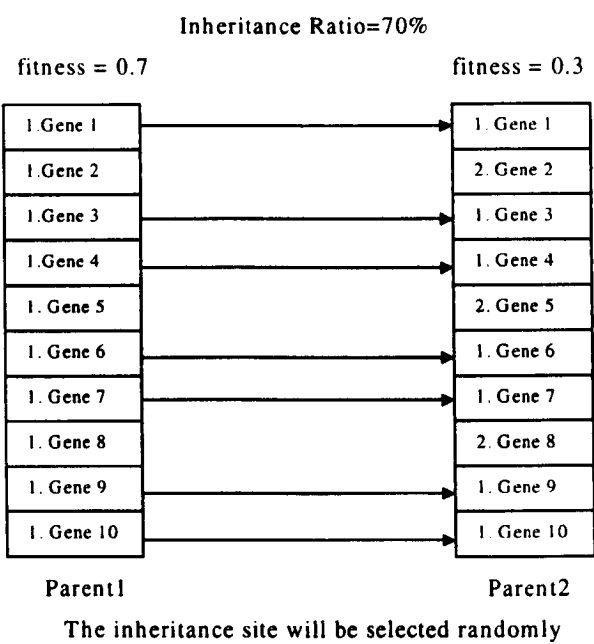 Inheritance Ratio=70%
fitness = 0.7
fitness = 0.3
1.Gene 1
1. Gene 1
1.Gene 2
2. Gene 2
1.Gene 3
1. Gene 3
1.Gene 4
1. Gene 4
1. Gene 5
2. Gene 5
1. Gene 6
1. Gene 6
1. Gene 7
1. Gene 7
1. Gene 8
2. Gene 8
1. Gene 9
1. Gene 9
1. Gene 10
1. Gene 10
Parent1
Parent2
The inheritance site will be selected randomly